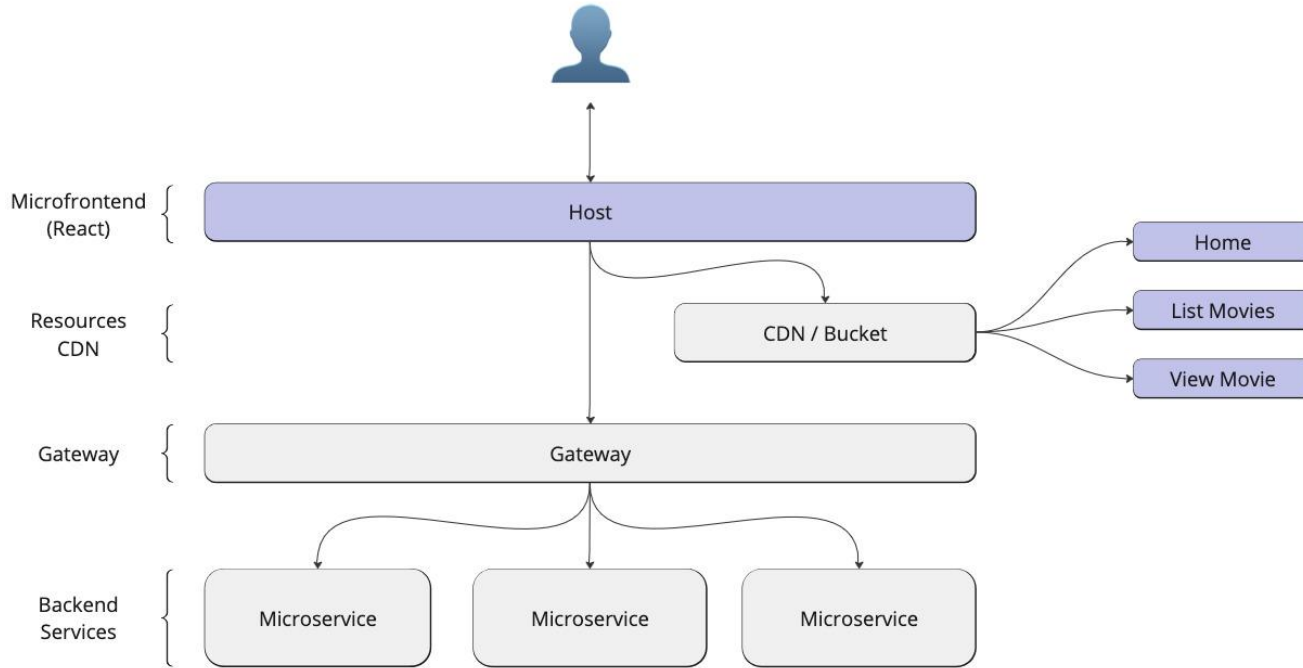 Microfrontend
(React)
Host
Home
Resources
CDN
CDN / Bucket
List Movies
View Movie
Gateway
Gateway
Backend
Services
Microservice
Microservice
Microservice